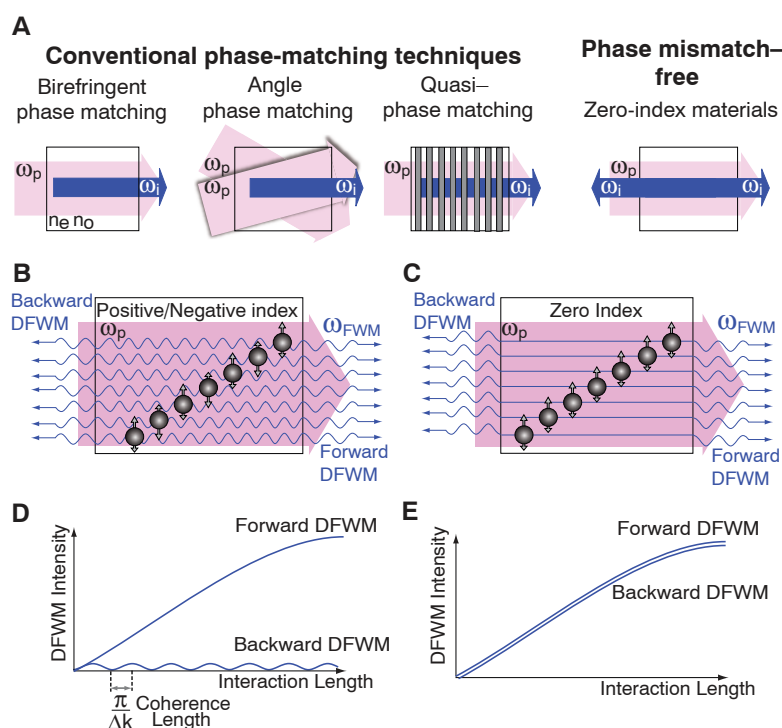 A
Conventional phase-matching techniques
Phase mismatch–
free
Birefringent
phase matching
Angle
phase matching
Quasi–
phase matching
Zero-index materials
ωp
ωi
ne no
ωp
ωp
ωi
ωp
ωi
ωp
ωi
ωi
B
Backward
DFWM
Positive/Negative index
ωp
ωFWM
Forward
DFWM
C
Backward
DFWM
Zero Index
ωp
ωFWM
Forward
DFWM
D
DFWM Intensity
Forward DFWM
Backward DFWM
Interaction Length
π
Δk
Coherence
Length
E
DFWM Intensity
Forward DFWM
Backward DFWM
Interaction Length